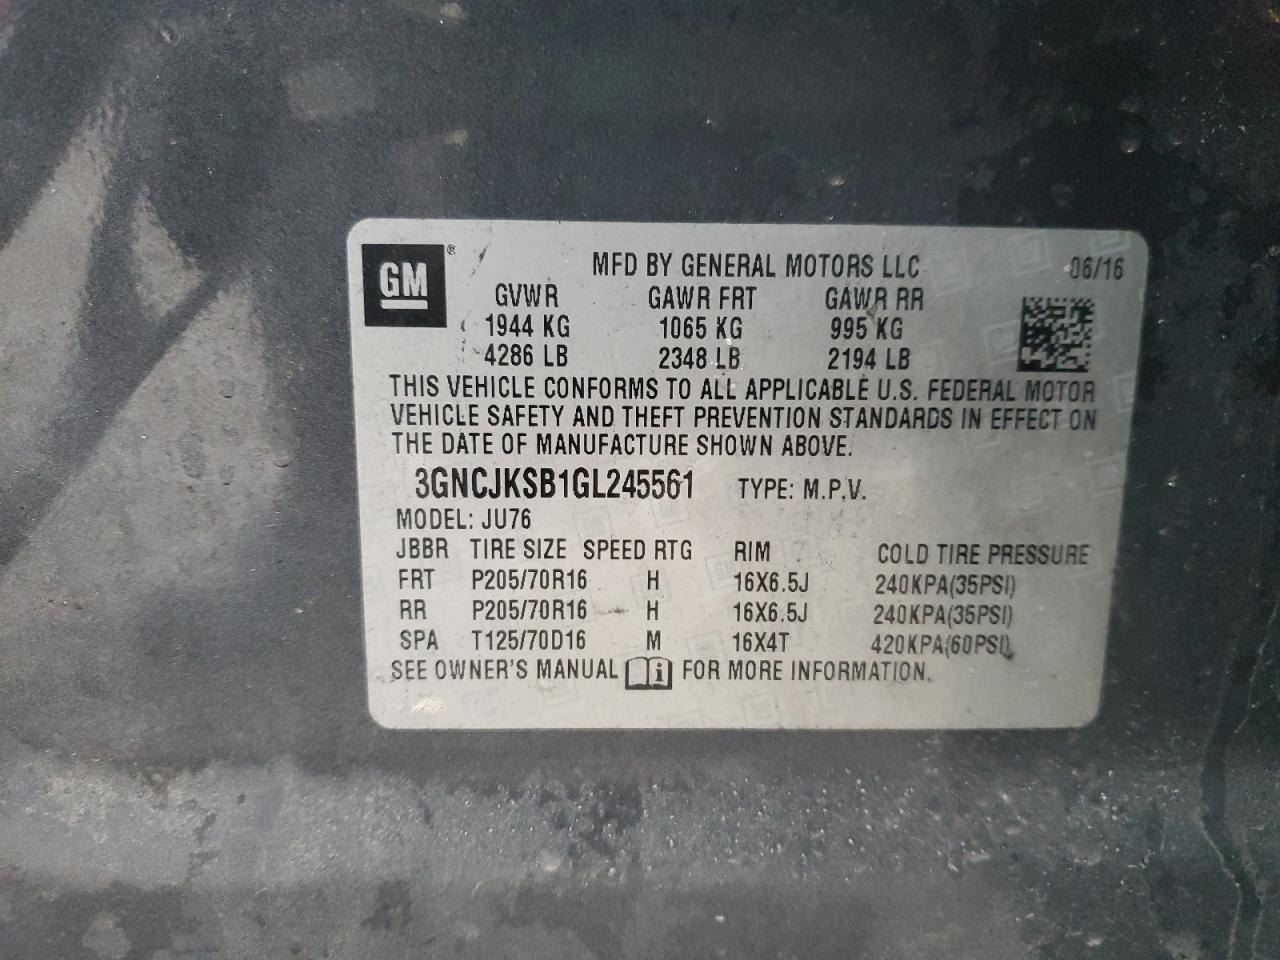 GM®
MFD BY GENERAL MOTORS LLC 06/16
GVWR GAWR FRT GAWR RR
1944 KG 1065 KG 995 KG
4286 LB 2348 LB 2194 LB
THIS VEHICLE CONFORMS TO ALL APPLICABLE U.S. FEDERAL MOTOR
VEHICLE SAFETY AND THEFT PREVENTION STANDARDS IN EFFECT ON
THE DATE OF MANUFACTURE SHOWN ABOVE.
3GNCJKSB1GL245561 TYPE: M.P.V.
MODEL: JU76
JBBR TIRE SIZE SPEED RTG RIM COLD TIRE PRESSURE
FRT P205/70R16 H 16X6.5J 240KPA(35PSI)
RR P205/70R16 H 16X6.5J 240KPA(35PSI)
SPA T125/70D16 M 16X4T 420KPA(60PSI)
SEE OWNER'S MANUAL i FOR MORE INFORMATION.